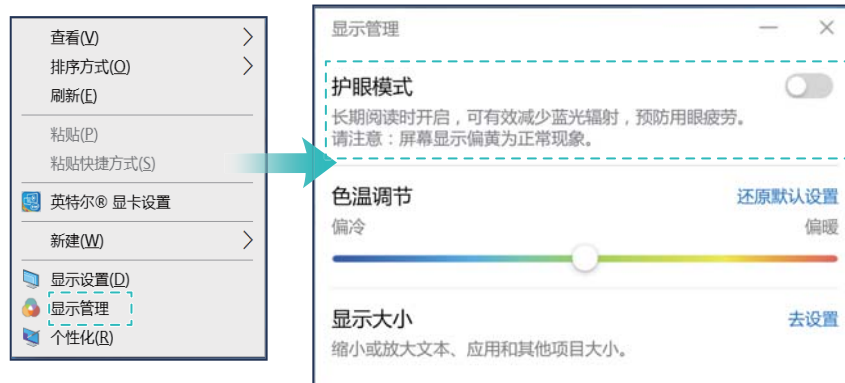 查看(V)
排序方式(O)
刷新(E)
粘贴(P)
粘贴快捷方式(S)
英特尔® 显卡设置
新建(W)
显示设置(D)
显示管理
个性化(R)
显示管理
护眼模式
长期阅读时开启，可有效减少蓝光辐射，预防用眼疲劳。
请注意：屏幕显示偏黄为正常现象。
色温调节 还原默认设置
偏冷 偏暖
显示大小 去设置
缩小或放大文本、应用和其他项目大小。